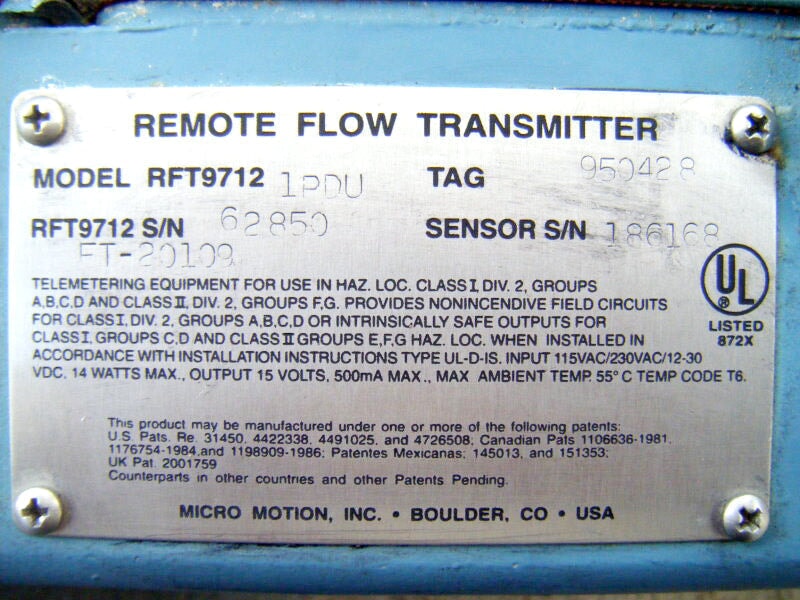 REMOTE FLOW TRANSMITTER
MODEL RFT9712 1PDU TAG 950428
RFT9712 S/N 62850 SENSOR S/N 186168
FT-20109
TELEMETERING EQUIPMENT FOR USE IN HAZ. LOC. CLASS I, DIV. 2, GROUPS
A,B,C,D AND CLASS II, DIV. 2, GROUPS F,G. PROVIDES NONINCENDIVE FIELD CIRCUITS
FOR CLASS I, DIV. 2, GROUPS A,B,C,D OR INTRINSICALLY SAFE OUTPUTS FOR
CLASS I, GROUPS C,D AND CLASS II GROUPS E,F,G HAZ. LOC. WHEN INSTALLED IN
ACCORDANCE WITH INSTALLATION INSTRUCTIONS TYPE UL-D-IS. INPUT 115VAC/230VAC/12-30
VDC. 14 WATTS MAX., OUTPUT 15 VOLTS, 500mA MAX., MAX AMBIENT TEMP. 55°C TEMP CODE T6.
UL ®
LISTED
872X
This product may be manufactured under one or more of the following patents:
U.S. Pats. Re. 31450, 4422338, 4491025, and 4726508; Canadian Pats 1106636-1981,
1176754-1984,and 1198909-1986; Patentes Mexicanas: 145013, and 151353;
UK Pat. 2001759
Counterparts in other countries and other Patents Pending.
MICRO MOTION, INC. • BOULDER, CO • USA